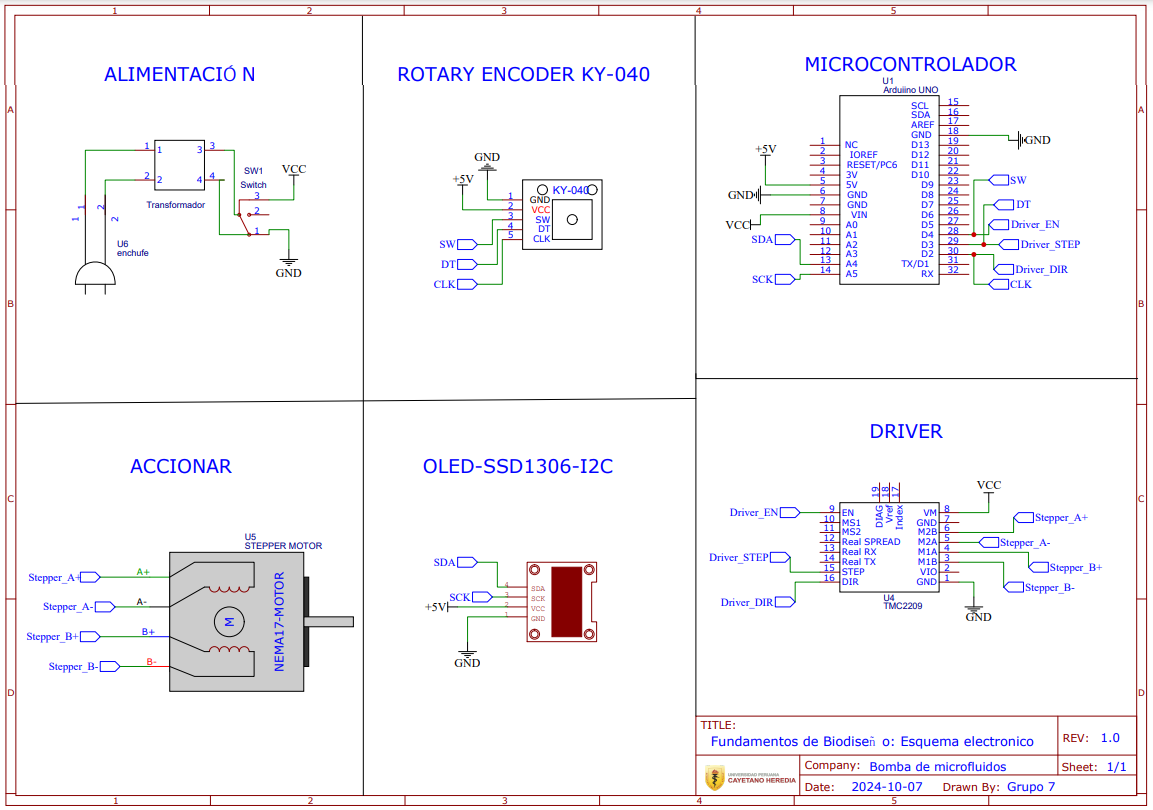 1 2 3 4 5
A
B
C
D
A
B
C
D
ALIMENTACIÓ N
1 1 3 3
2 2 4 4
Transformador
SW1
Switch
VCC
3
2
1
GND
1 1 2 2
U6
enchufe
ROTARY ENCODER KY-040
GND
+5V
KY-040
1 GND
2 VCC
3 SW
4 DT
5 CLK
SW
DT
CLK
MICROCONTROLADOR
U1
Arduiino UNO
SCL 15
SDA 16
AREF 17
GND 18
D13 19
D12 20
D11 21
D10 22
D9 23
D8 24
D7 25
D6 26
D5 27
D4 28
D3 29
D2 30
TX/D1 31
RX 32
1 NC
2 IOREF
3 RESET/PC6
4 3V
5 5V
6 GND
7 GND
8 VIN
9 A0
10 A1
11 A2
12 A3
13 A4
14 A5
+5V
GND
VCC
SDA
SCK
GND
SW
DT
Driver_EN
Driver_STEP
Driver_DIR
CLK
ACCIONAR
U5
STEPPER MOTOR
Stepper_A+ A+
Stepper_A- A-
Stepper_B+ B+
Stepper_B- B-
M
NEMA17-MOTOR
OLED-SSD1306-I2C
SDA
SCK
+5V
GND
4 SDA
3 SCK
2 VCC
1 GND
DRIVER
19 18 17
DIAG Vref Index
Driver_EN
Driver_STEP
Driver_DIR
9 EN
10 MS1
11 MS2
12 Real SPREAD
13 Real RX
14 Real TX
15 STEP
16 DIR
VM 8
GND 7
M2B 6
M2A 5
M1A 4
M1B 3
VIO 2
GND 1
U4
TMC2209
VCC
Stepper_A+
Stepper_A-
Stepper_B+
Stepper_B-
GND
TITLE:
Fundamentos de Biodiseñ o: Esquema electronico
REV: 1.0
UNIVERSIDAD PERUANA
CAYETANO HEREDIA
Company: Bomba de microfluidos
Sheet: 1/1
Date: 2024-10-07 Drawn By: Grupo 7
1 2 3 4 5